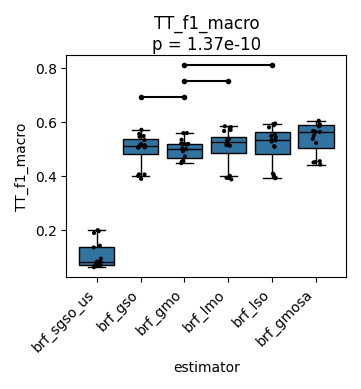 TT_f1_macro
p = 1.37e-10
TT_f1_macro
0.8
0.6
0.4
0.2
brf_sgso_us
brf_gso
brf_gmo
brf_lmo
brf_lso
brf_gmosa
estimator